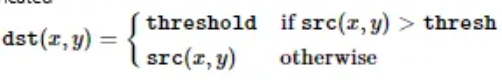 dst(x, y) = { threshold if src(x, y) > thresh
src(x, y) otherwise